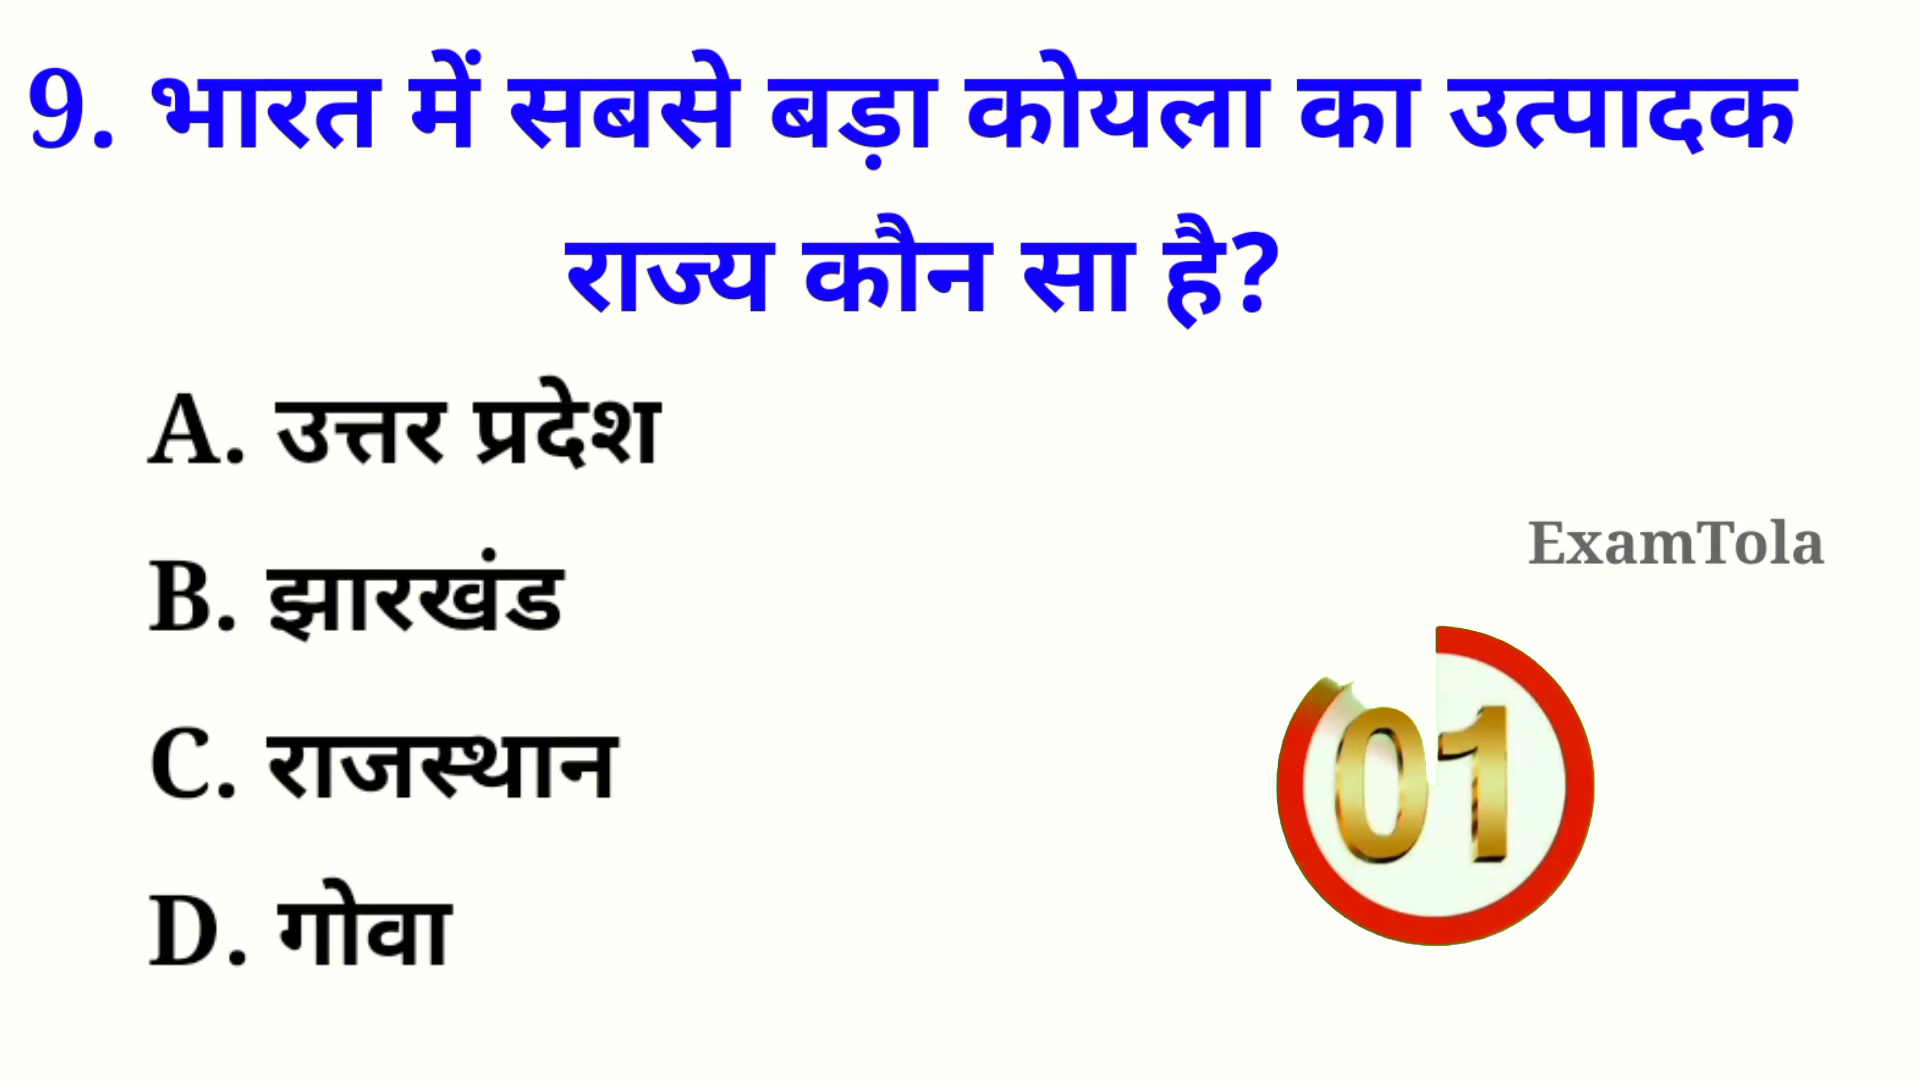 9. भारत में सबसे बड़ा कोयला का उत्पादक
राज्य कौन सा है?
A. उत्तर प्रदेश
B. झारखंड
C. राजस्थान
D. गोवा
ExamTola
01